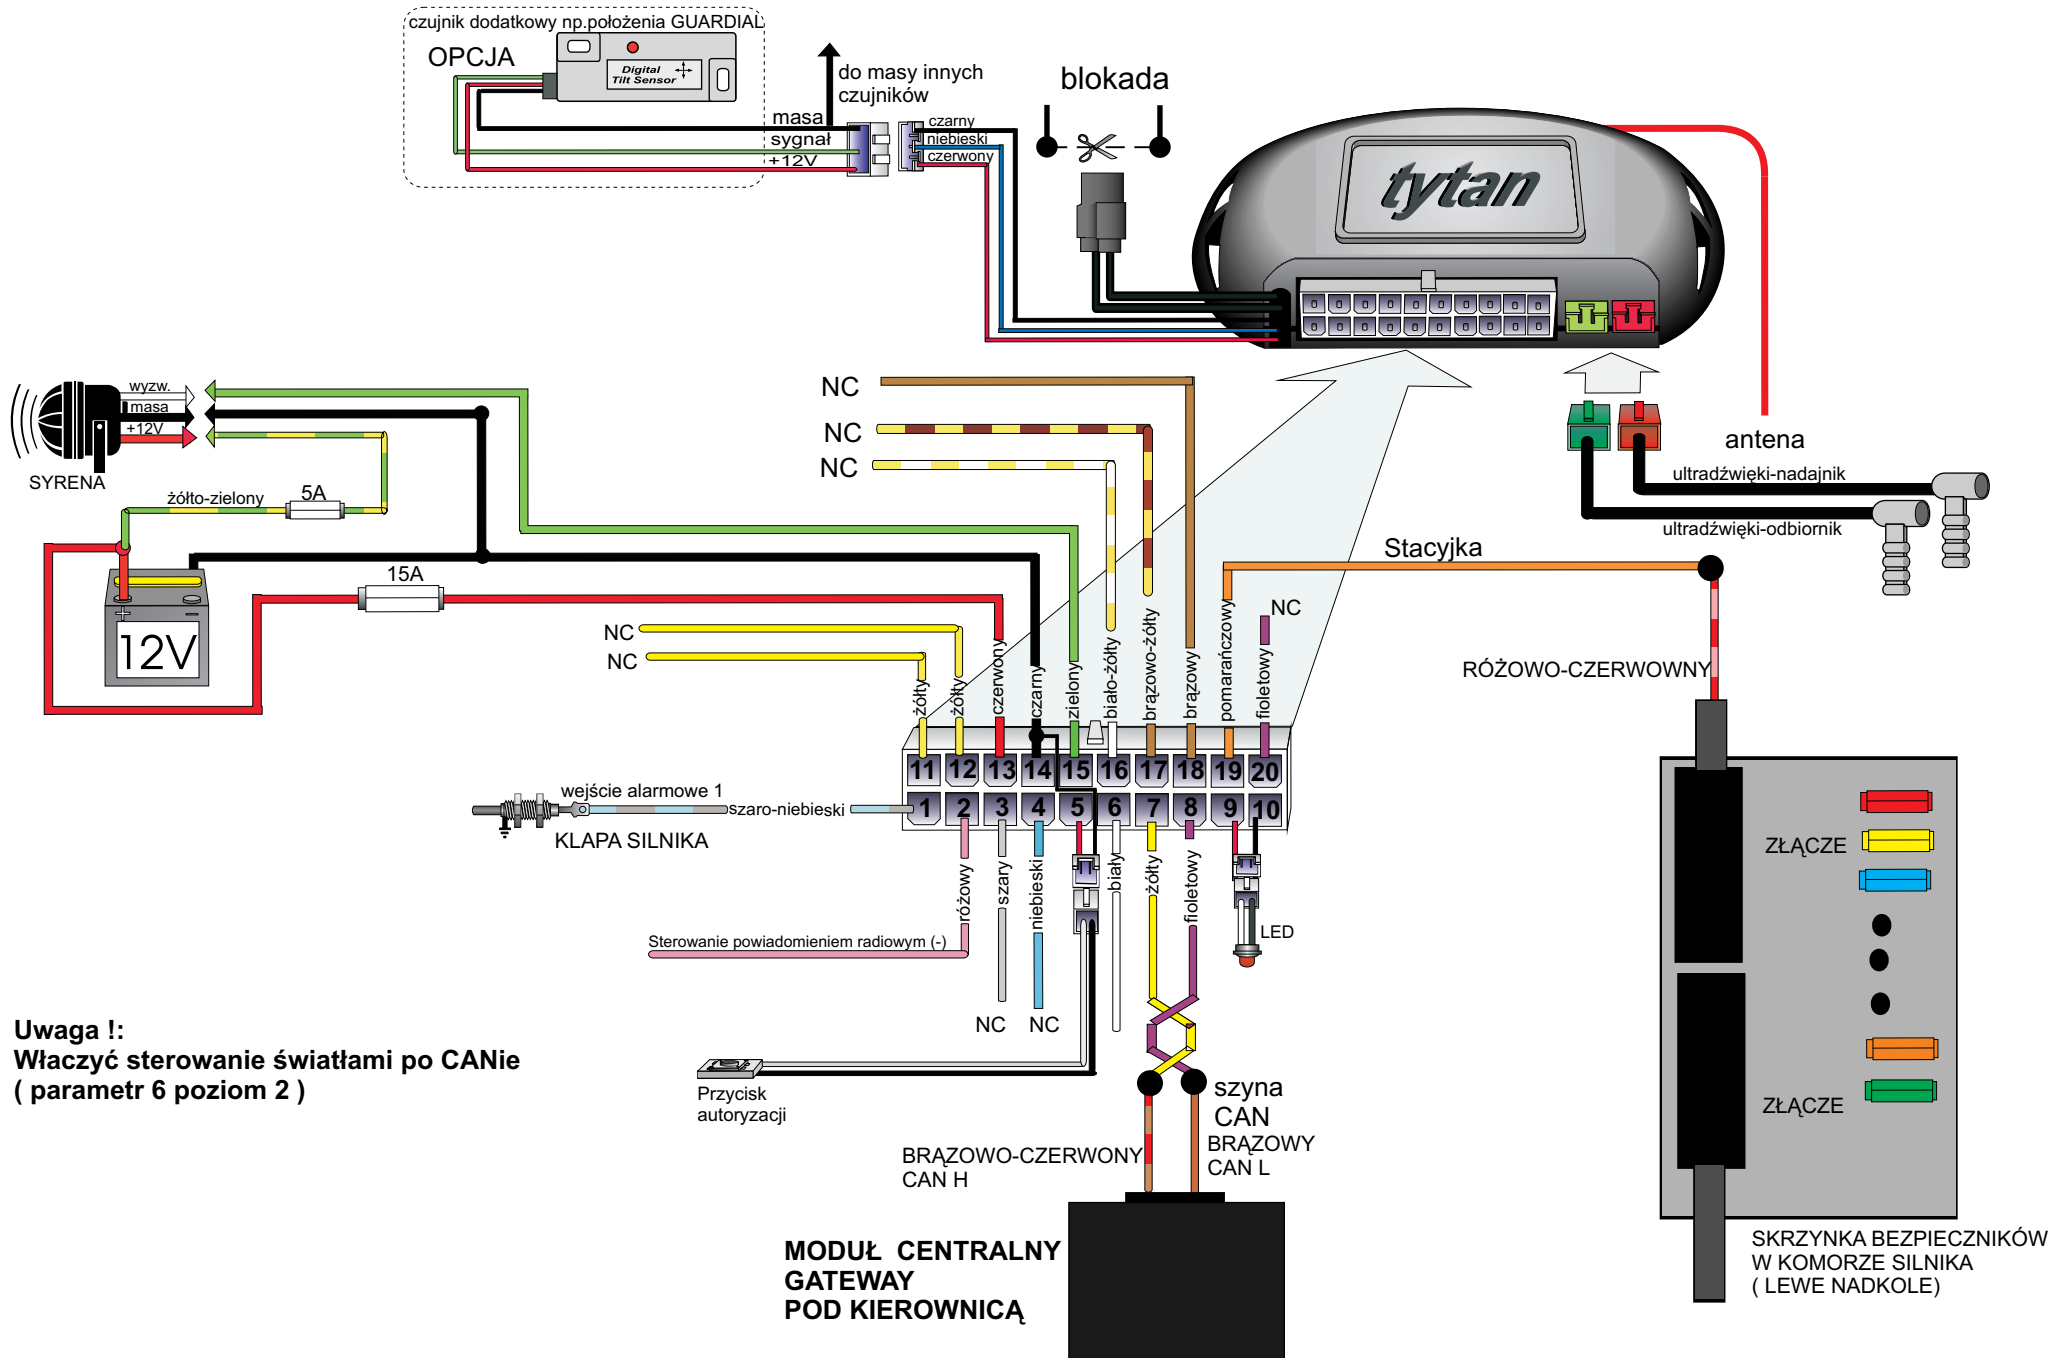 czujnik dodatkowy np.położenia GUARDIAL
OPCJA
Digital
Tilt Sensor
do masy innych
czujników
masa
sygnał
+12V
czarny
niebieski
czerwony
blokada
tytan
wyzw.
masa
+12V
SYRENA
żółto-zielony
5A
15A
12V
+
-
NC
NC
NC
NC
NC
antena
ultradźwięki-nadajnik
ultradźwięki-odbiornik
Stacyjka
NC
RÓŻOWO-CZERWOWNY
żółty
żółty
czerwony
czarny
zielony
biało-żółty
brązowo-żółty
brązowy
pomarańczowy
fioletowy
11 12 13 14 15 16 17 18 19 20
1 2 3 4 5 6 7 8 9 10
wejście alarmowe 1
szaro-niebieski
KLAPA SILNIKA
różowy
szary
niebieski
biały
żółty
fioletowy
LED
Sterowanie powiadomieniem radiowym (-)
NC
NC
Przycisk
autoryzacji
Uwaga !:
Właczyć sterowanie światłami po CANie
( parametr 6 poziom 2 )
szyna
CAN
BRĄZOWO-CZERWONY
CAN H
BRĄZOWY
CAN L
MODUŁ CENTRALNY
GATEWAY
POD KIEROWNICĄ
ZŁĄCZE
ZŁĄCZE
SKRZYNKA BEZPIECZNIKÓW
W KOMORZE SILNIKA
( LEWE NADKOLE)